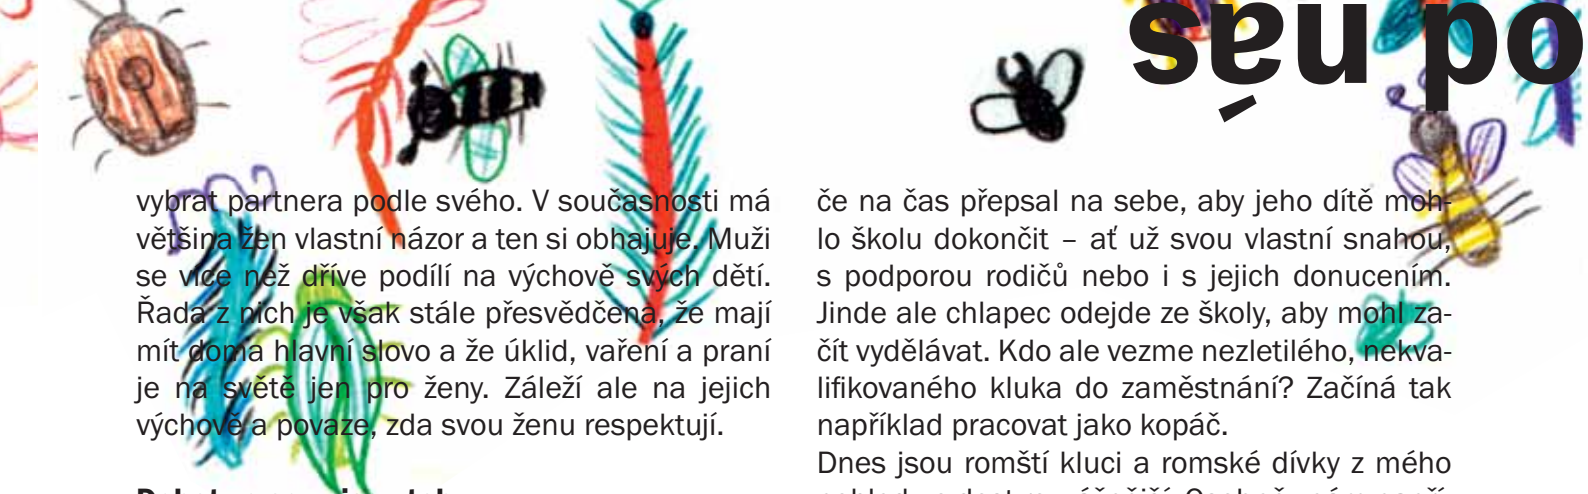 vybrat partnera podle svého. V současnosti má
většina žen vlastní názor a ten si obhajuje. Muži
se více než dříve podílí na výchově svých dětí.
Řada z nich je však stále přesvědčená, že mají
mít doma hlavní slovo a že úklid, vaření a praní
je na světě jen pro ženy. Záleží ale na jejich
výchově a povaze, zda svou ženu respektují.
če na čas přepsal na sebe, aby jeho dítě moh-
lo školu dokončit – ať už svou vlastní snahou,
s podporou rodičů nebo i s jejich donucením.
Jinde ale chlapec odejde ze školy, aby mohl za-
čít vydělávat. Kdo ale vezme nezletilého, nekva-
lifikovaného kluka do zaměstnání? Začíná tak
například pracovat jako kopáč.
Dnes jsou romští kluci a romské dívky z mého